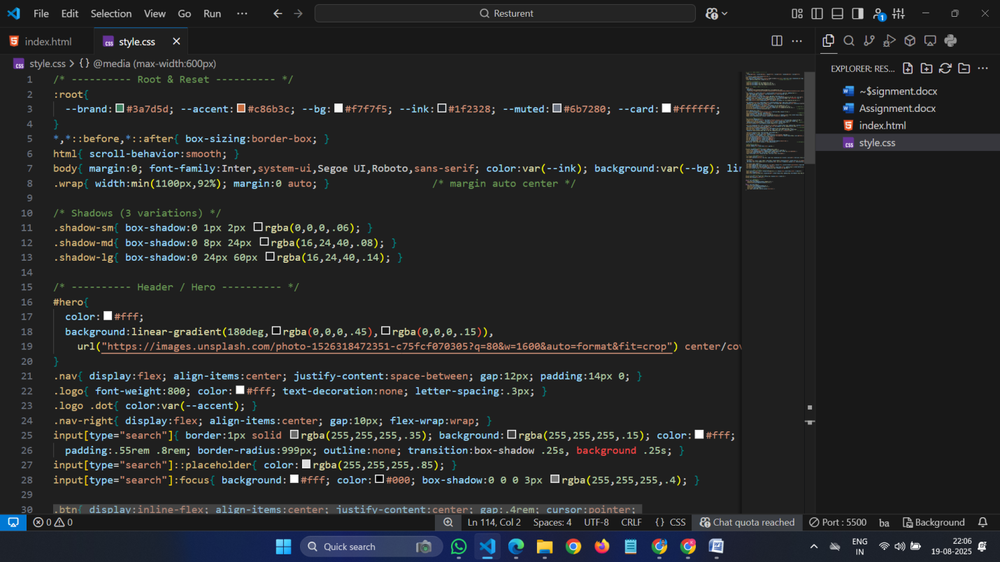 File Edit Selection View Go Run ··· Resturent
index.html style.css
style.css > {} @media (max-width:600px)
1 /* ---------- Root & Reset ---------- */
2 :root{
3 --brand:#3a7d5d; --accent:#c86b3c; --bg:#f7f7f5; --ink:#1f2328; --muted:#6b7280; --card:#ffffff;
4 }
5 *,*::before,*::after{ box-sizing:border-box; }
6 html{ scroll-behavior:smooth; }
7 body{ margin:0; font-family:Inter,system-ui,Segoe UI,Roboto,sans-serif; color:var(--ink); background:var(--bg); lin
8 .wrap{ width:min(1100px,92%); margin:0 auto; } /* margin auto center */
9
10 /* Shadows (3 variations) */
11 .shadow-sm{ box-shadow:0 1px 2px rgba(0,0,0,.06); }
12 .shadow-md{ box-shadow:0 8px 24px rgba(16,24,40,.08); }
13 .shadow-lg{ box-shadow:0 24px 60px rgba(16,24,40,.14); }
14
15 /* ---------- Header / Hero ---------- */
16 #hero{
17 color:#fff;
18 background:linear-gradient(180deg,rgba(0,0,0,.45),rgba(0,0,0,.15)),
19 url("https://images.unsplash.com/photo-1526318472351-c75fcf070305?q=80&w=1600&auto=format&fit=crop") center/cov
20 }
21 .nav{ display:flex; align-items:center; justify-content:space-between; gap:12px; padding:14px 0; }
22 .logo{ font-weight:800; color:#fff; text-decoration:none; letter-spacing:.3px; }
23 .logo .dot{ color:var(--accent); }
24 .nav-right{ display:flex; align-items:center; gap:10px; flex-wrap:wrap; }
25 input[type="search"]{ border:1px solid rgba(255,255,255,.35); background:rgba(255,255,255,.15); color:#fff;
26 padding:.55rem .8rem; border-radius:999px; outline:none; transition:box-shadow .25s, background .25s; }
27 input[type="search"]::placeholder{ color:rgba(255,255,255,.85); }
28 input[type="search"]:focus{ background:#fff; color:#000; box-shadow:0 0 0 3px rgba(255,255,255,.4); }
29
30 .btn{ display:inline-flex; align-items:center; justify-content:center; gap:.4rem; cursor:pointer;
EXPLORER: RES...
~$signment.docx
Assignment.docx
index.html
style.css
0 0 Ln 114, Col 2 Spaces: 4 UTF-8 CRLF {} CSS Chat quota reached Port : 5500 ba Background
Quick search ENG IN 22:06 19-08-2025